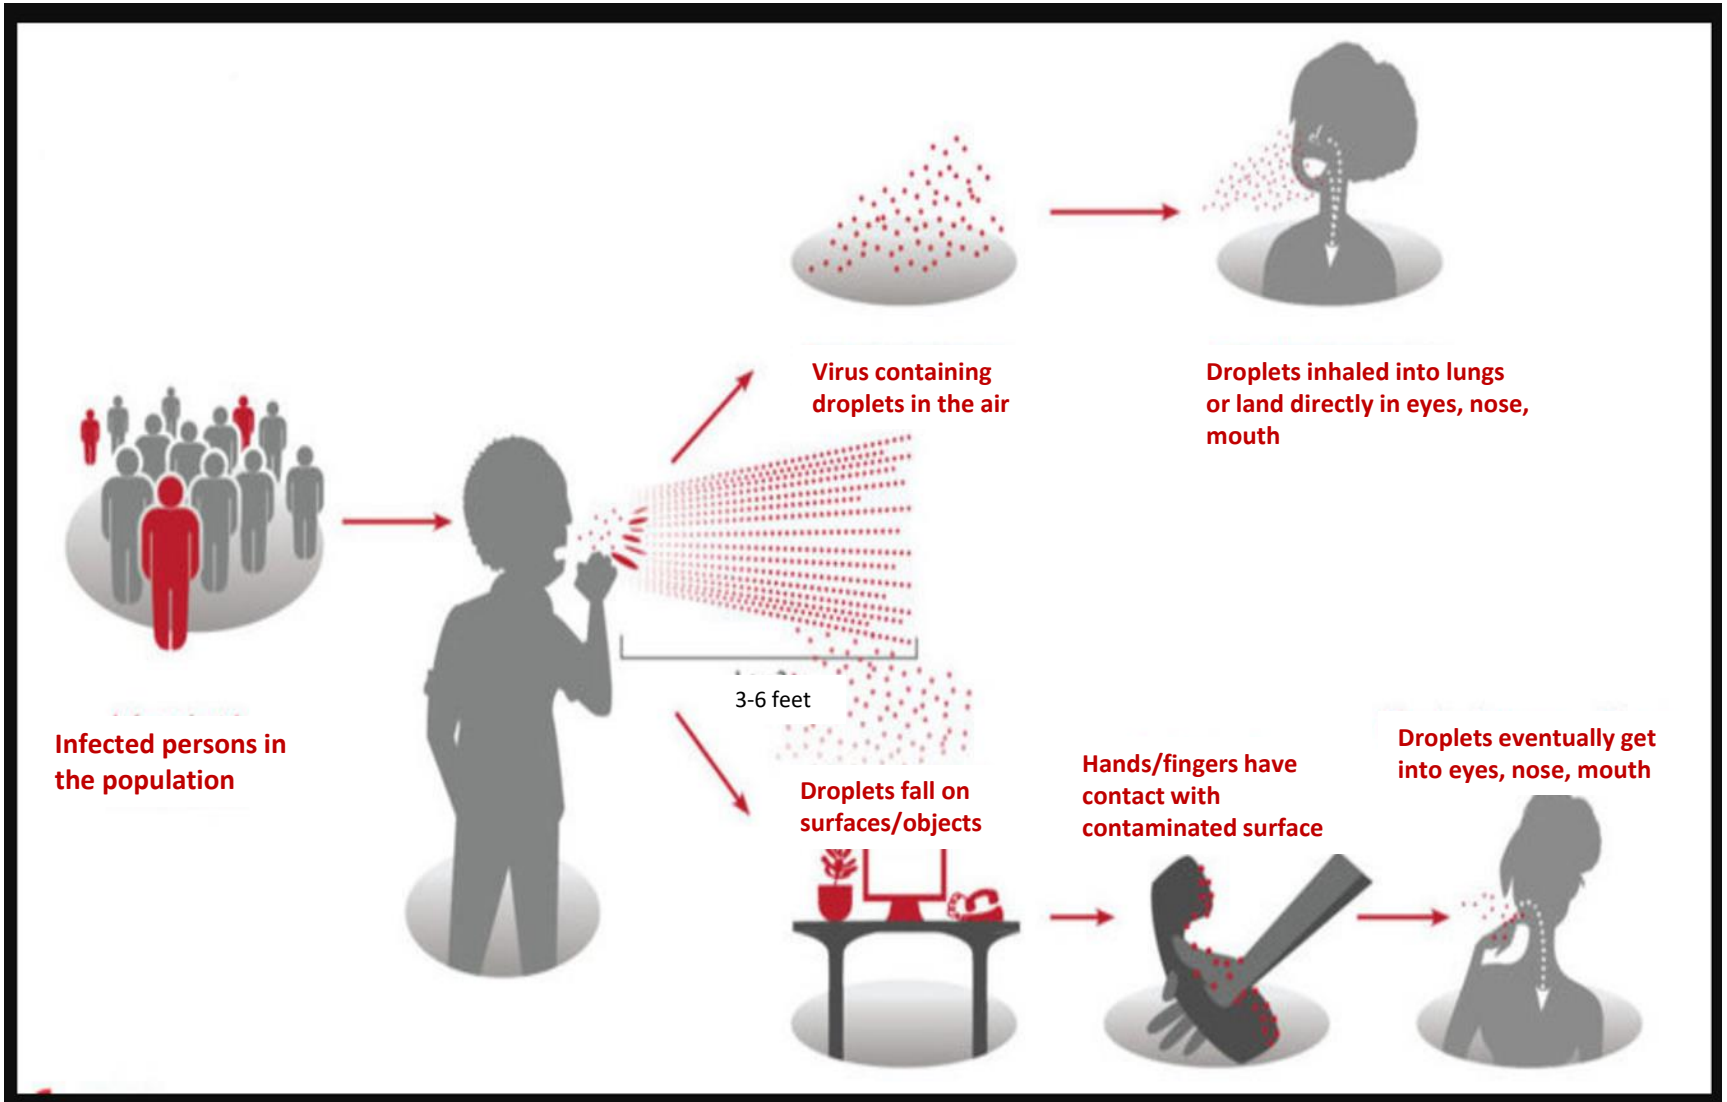 Virus containing
droplets in the air
Droplets inhaled into lungs
or land directly in eyes, nose,
mouth
Infected persons in
the population
3-6 feet
Droplets fall on
surfaces/objects
Hands/fingers have
contact with
contaminated surface
Droplets eventually get
into eyes, nose, mouth